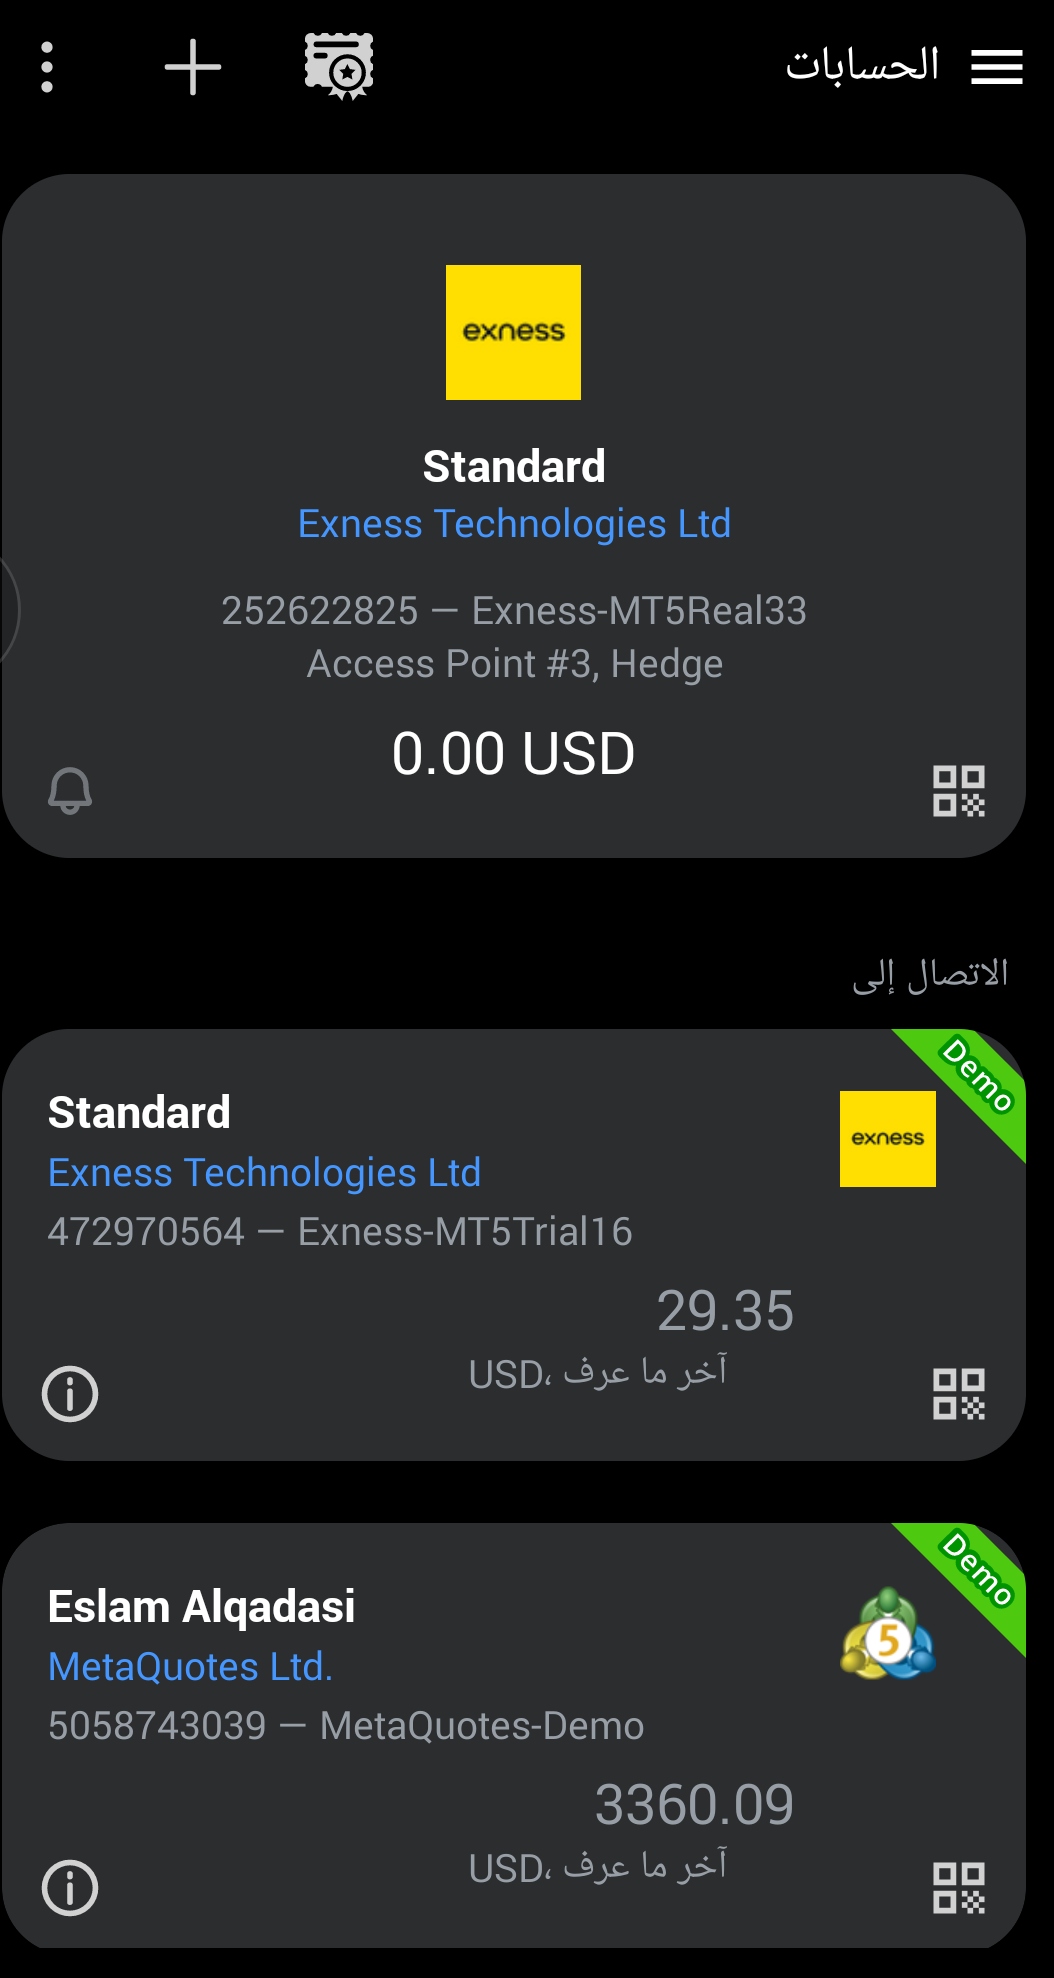 الحسابات
exness
Standard
Exness Technologies Ltd
252622825 — Exness-MT5Real33
Access Point #3, Hedge
0.00 USD
الاتصال إلى
Demo
Standard
exness
Exness Technologies Ltd
472970564 — Exness-MT5Trial16
29.35
USD، آخر ما عرف
Demo
Eslam Alqadasi
5
MetaQuotes Ltd.
5058743039 — MetaQuotes-Demo
3360.09
USD، آخر ما عرف